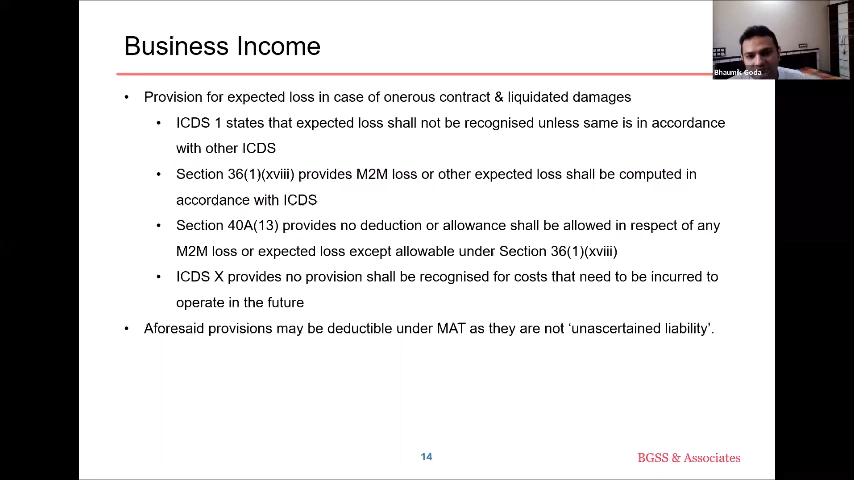 Business Income
Bhaumik Goda
• Provision for expected loss in case of onerous contract & liquidated damages
• ICDS 1 states that expected loss shall not be recognised unless same is in accordance
with other ICDS
• Section 36(1)(xviii) provides M2M loss or other expected loss shall be computed in
accordance with ICDS
• Section 40A(13) provides no deduction or allowance shall be allowed in respect of any
M2M loss or expected loss except allowable under Section 36(1)(xviii)
• ICDS X provides no provision shall be recognised for costs that need to be incurred to
operate in the future
• Aforesaid provisions may be deductible under MAT as they are not ‘unascertained liability’.
14
BGSS & Associates